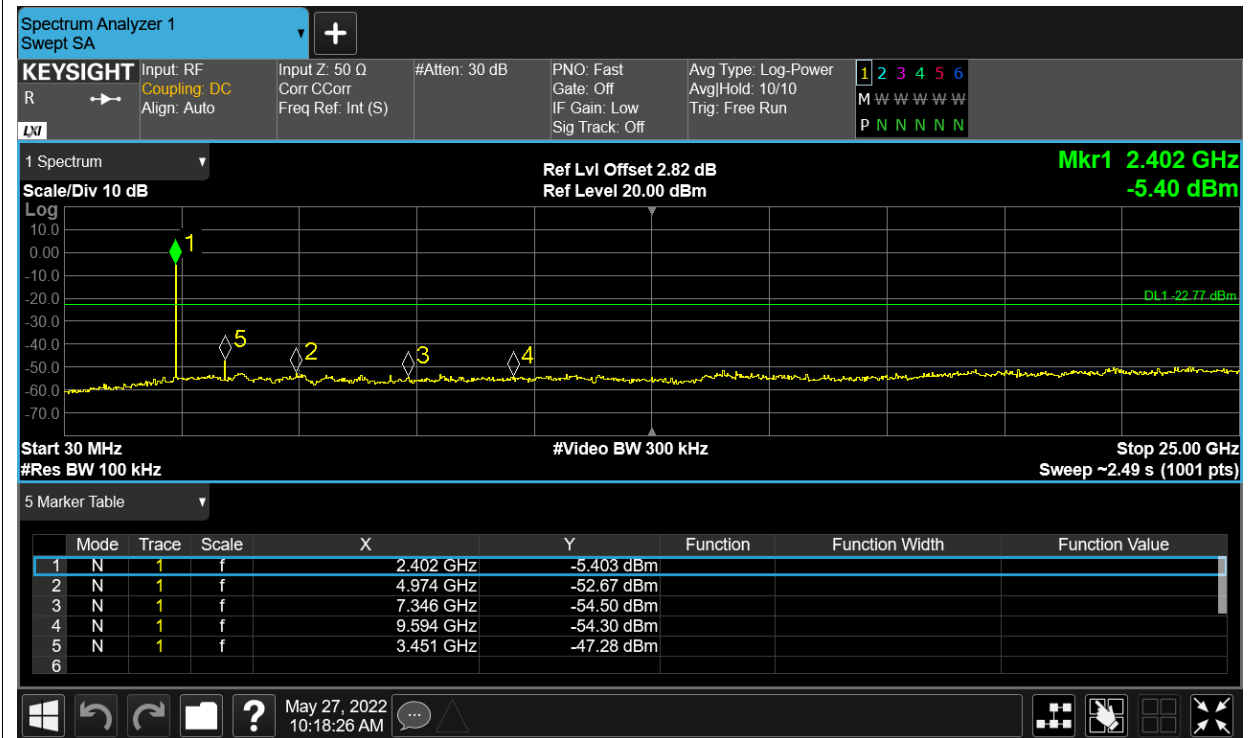 Spectrum Analyzer 1
Swept SA
+
KEYSIGHT Input: RF Input Z: 50 Ω #Atten: 30 dB PNO: Fast Avg Type: Log-Power 1 2 3 4 5 6
R Coupling: DC Corr CCorr Gate: Off Avg|Hold: 10/10 M W W W W W
Align: Auto Freq Ref: Int (S) IF Gain: Low Trig: Free Run
LXI Sig Track: Off P N N N N N
1 Spectrum
Ref Lvl Offset 2.82 dB Mkr1 2.402 GHz
Scale/Div 10 dB Ref Level 20.00 dBm -5.40 dBm
Log
10.0
0.00
-10.0
-20.0
-30.0
-40.0
-50.0
-60.0
-70.0
1
DL1 -22.77 dBm
5
2
3
4
Start 30 MHz #Video BW 300 kHz Stop 25.00 GHz
#Res BW 100 kHz Sweep ~2.49 s (1001 pts)
5 Marker Table
Mode Trace Scale X Y Function Function Width Function Value
1 N 1 f 2.402 GHz -5.403 dBm
2 N 1 f 4.974 GHz -52.67 dBm
3 N 1 f 7.346 GHz -54.50 dBm
4 N 1 f 9.594 GHz -54.30 dBm
5 N 1 f 3.451 GHz -47.28 dBm
6
? May 27, 2022
10:18:26 AM